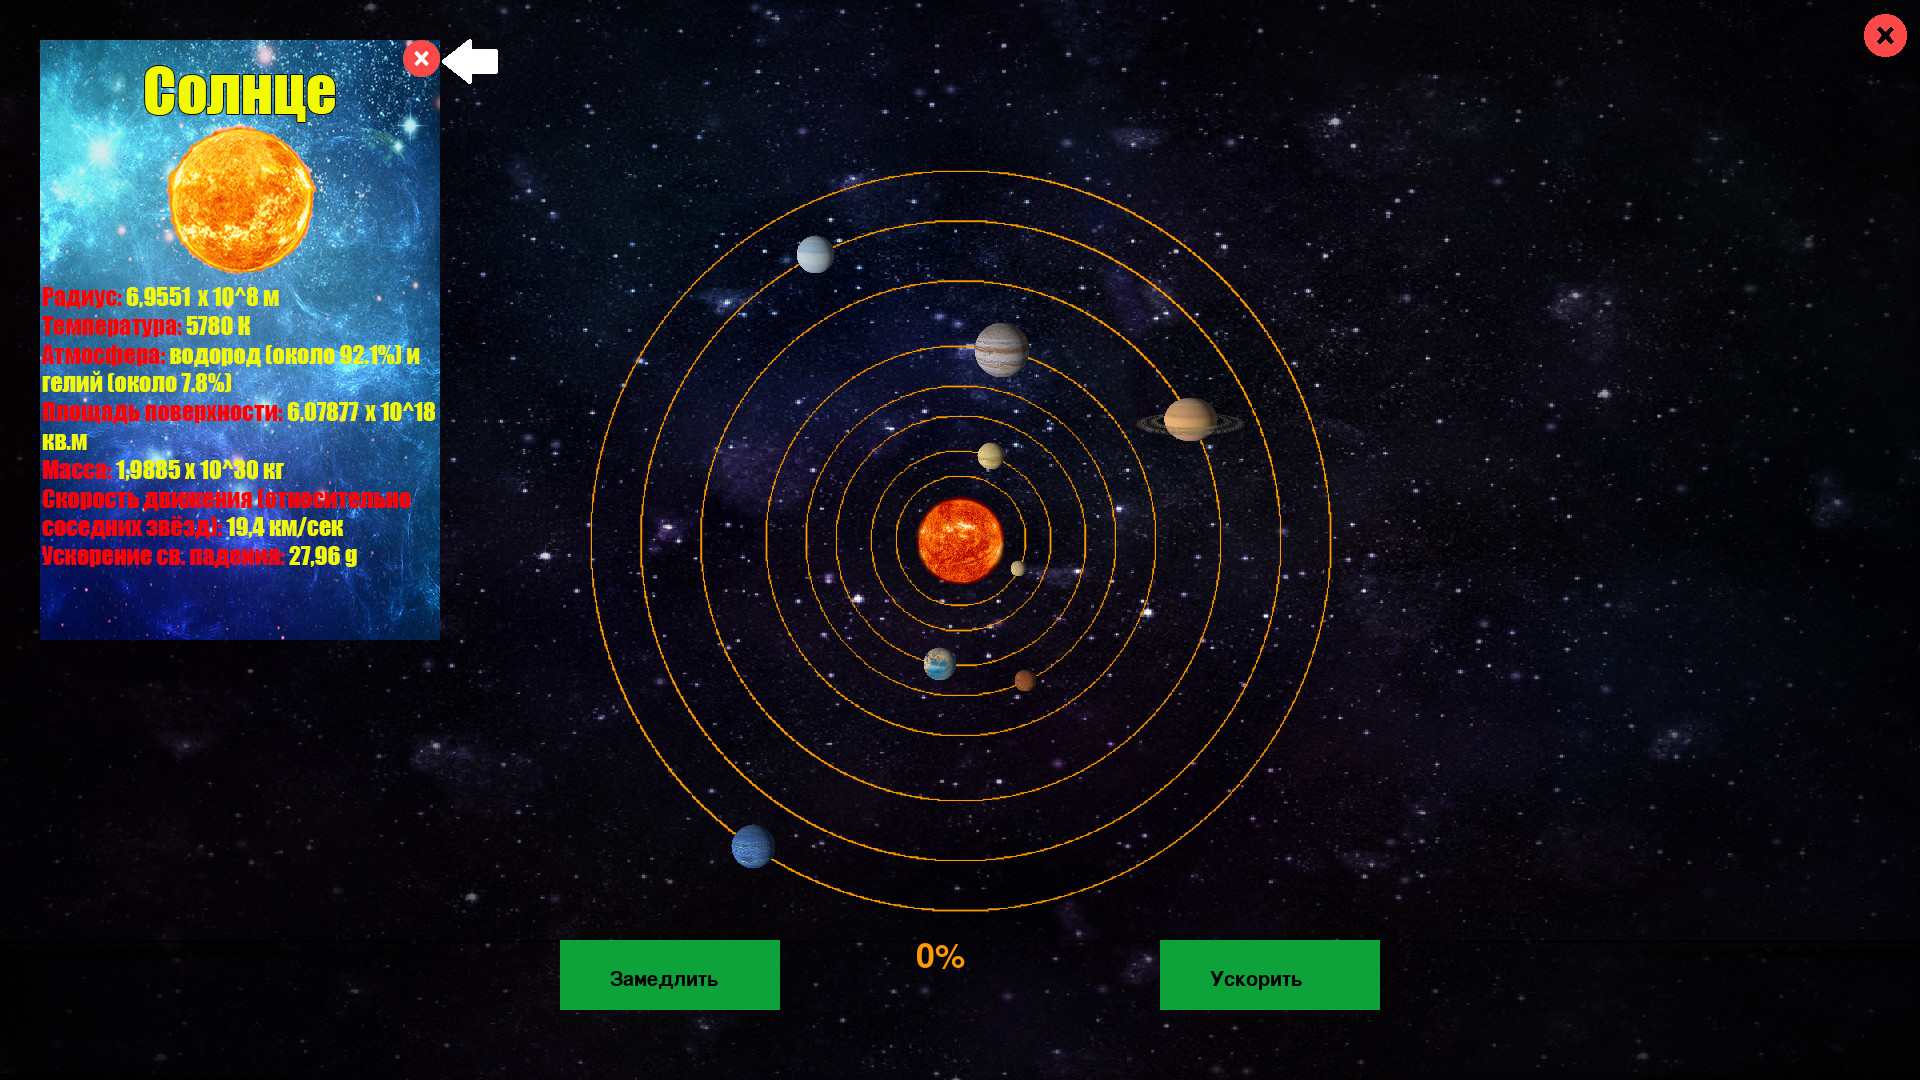 Солнце
Радиус: 6,9551 x 10^8 м
Температура: 5780 К
Атмосфера: водород (около 92.1%) и
гелий (около 7.8%)
Площадь поверхности: 6,07877 x 10^18
кв.м
Масса: 1,9885 x 10^30 кг
Скорость движения (относительно
соседних звёзд): 19,4 км/сек
Ускорение св. падения: 27,96 g
0%
Замедлить
Ускорить